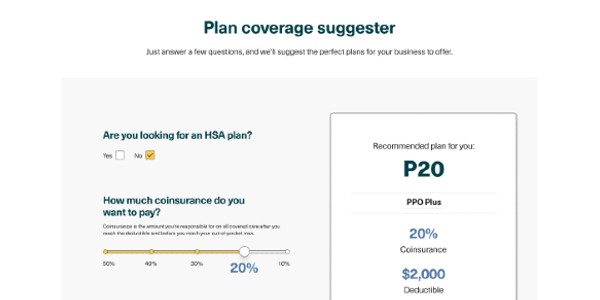 Plan coverage suggester
Just answer a few questions, and we'll suggest the perfect plans for your business to offer.
Are you looking for an HSA plan?
Yes No
How much coinsurance do you
want to pay?
Coinsurance is the amount you're responsible for on all covered care after you
reach the deductible and before you reach your out-of-pocket max.
50% 40% 30% 20% 10%
Recommended plan for you:
P20
PPO Plus
20%
Coinsurance
$2,000
Deductible